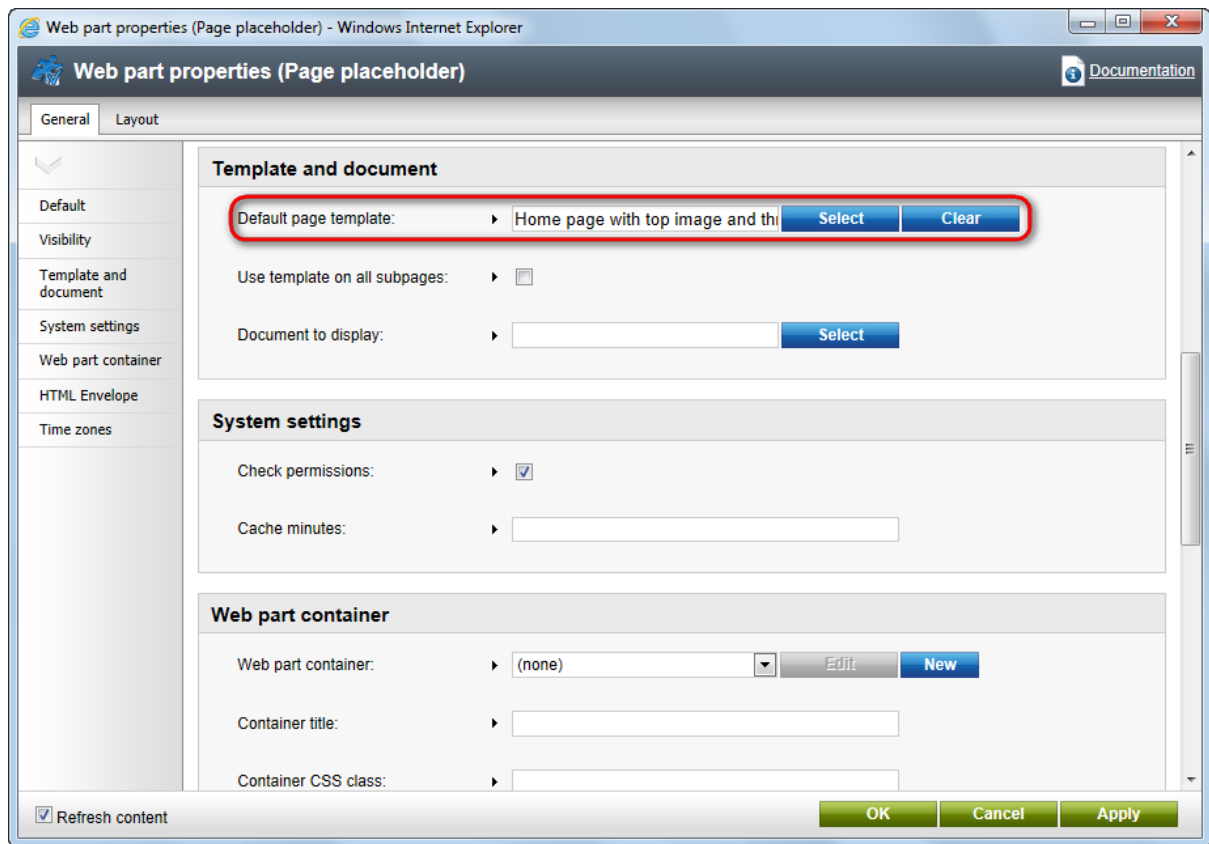 Web part properties (Page placeholder) - Windows Internet Explorer
Web part properties (Page placeholder)
Documentation
General Layout
Default
Visibility
Template and
document
System settings
Web part container
HTML Envelope
Time zones
Template and document
Default page template: Home page with top image and thr Select Clear
Use template on all subpages:
Document to display: Select
System settings
Check permissions:
Cache minutes:
Web part container
Web part container: (none) Edit New
Container title:
Container CSS class:
Refresh content OK Cancel Apply